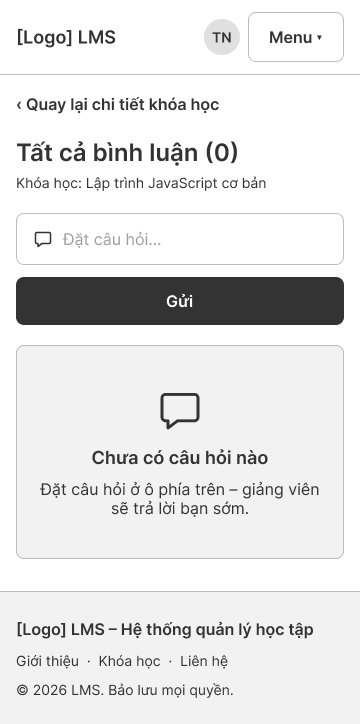 [Logo] LMS
TN
Menu ▾
‹ Quay lại chi tiết khóa học
Tất cả bình luận (0)
Khóa học: Lập trình JavaScript cơ bản
Đặt câu hỏi...
Gửi
Chưa có câu hỏi nào
Đặt câu hỏi ở ô phía trên – giảng viên
sẽ trả lời bạn sớm.
[Logo] LMS – Hệ thống quản lý học tập
Giới thiệu · Khóa học · Liên hệ
© 2026 LMS. Bảo lưu mọi quyền.